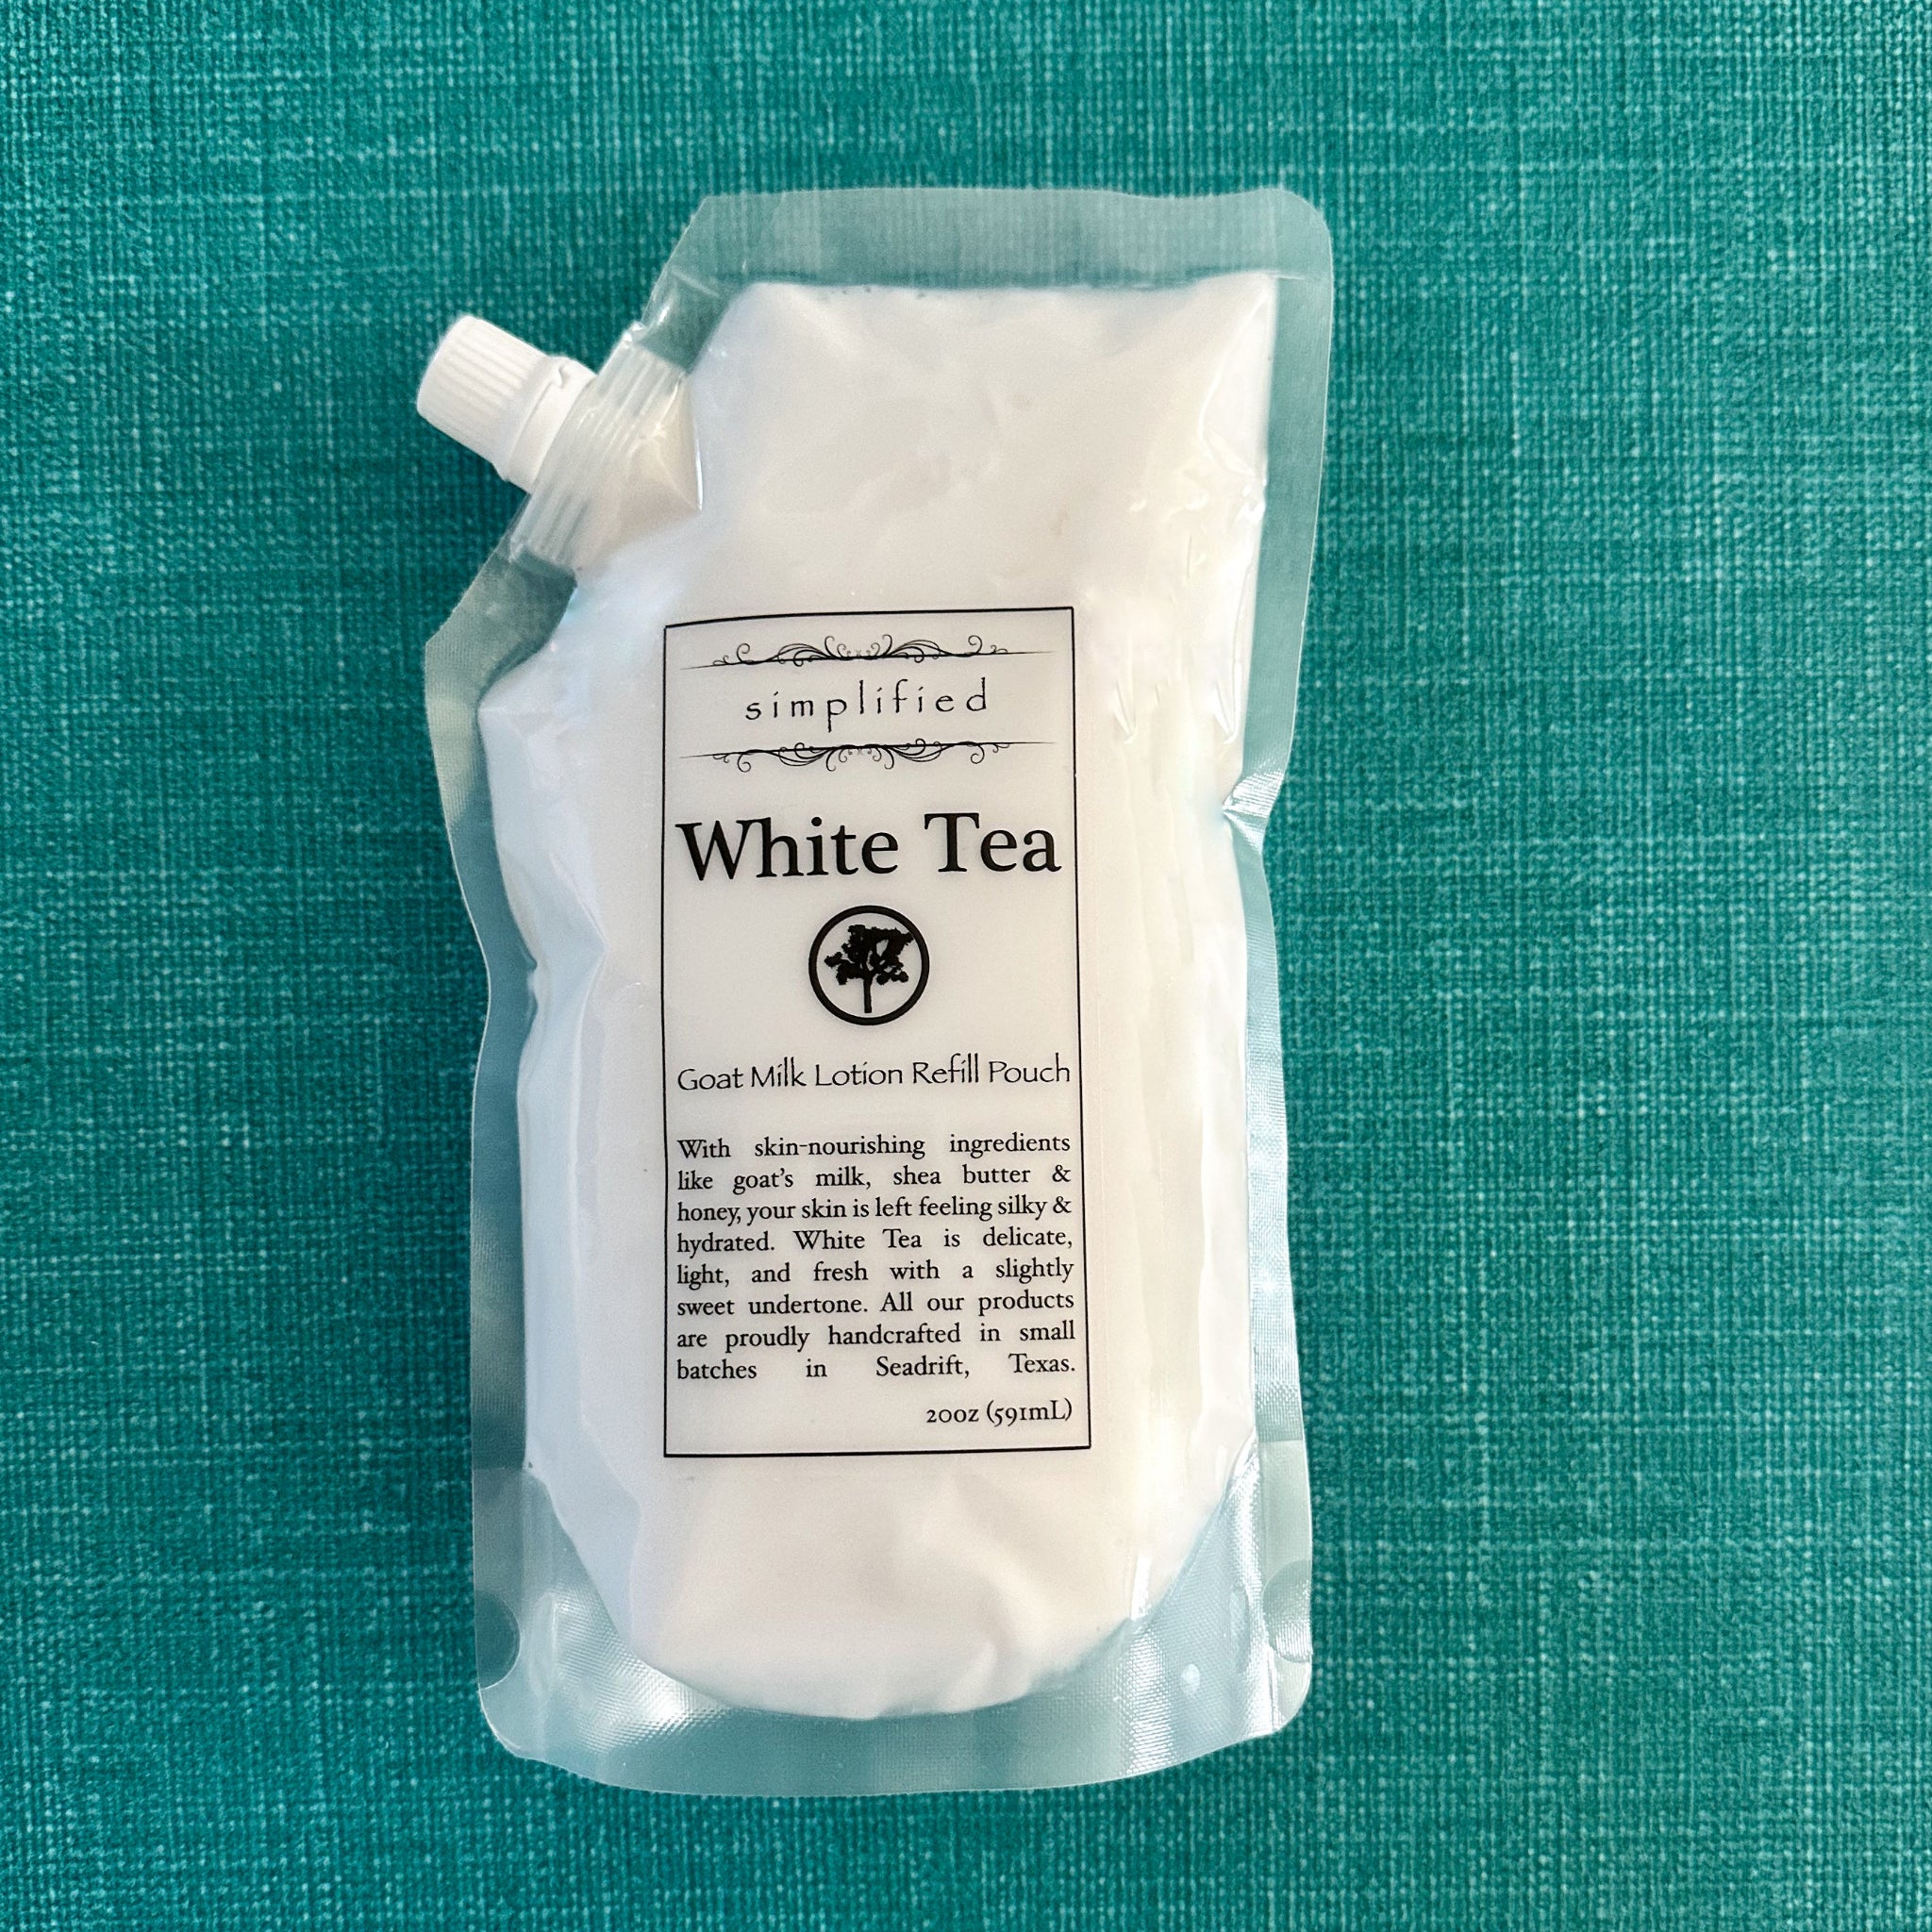 simplified
White Tea
Goat Milk Lotion Refill Pouch
With skin-nourishing ingredients
like goat's milk, shea butter &
honey, your skin is left feeling silky &
hydrated. White Tea is delicate,
light, and fresh with a slightly
sweet undertone. All our products
are proudly handcrafted in small
batches in Seadrift, Texas.
20oz (591mL)